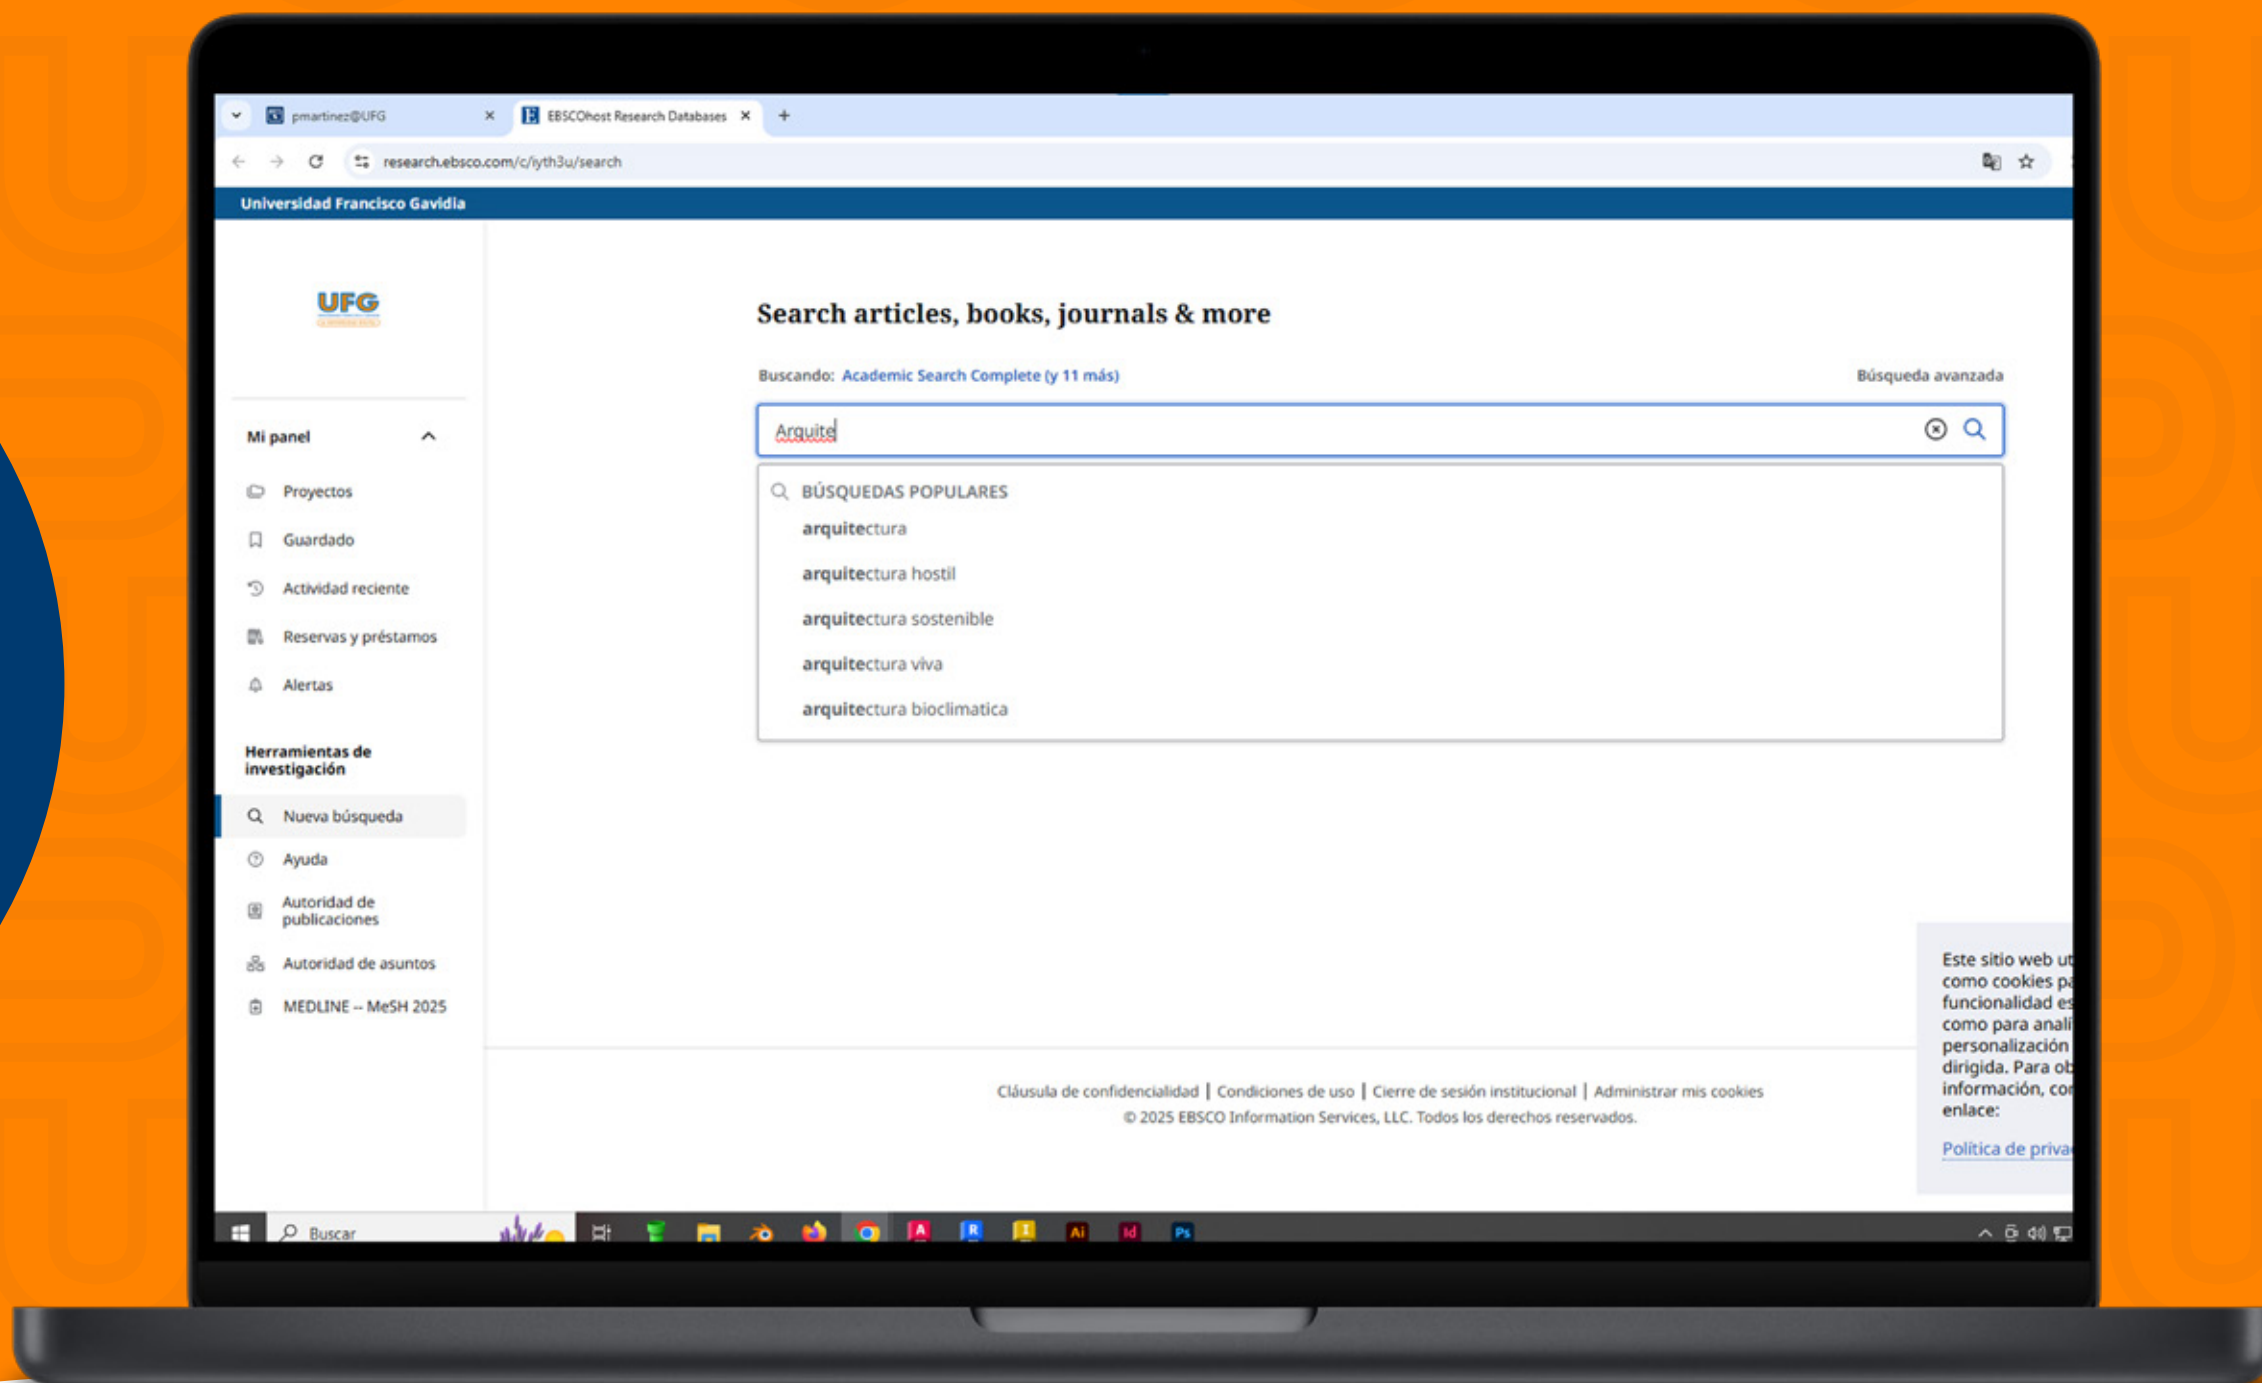 pmartinez@UFG
EBSCOhost Research Databases
research.ebsco.com/c/iyth3u/search
Universidad Francisco Gavidia
UFG
Search articles, books, journals & more
Buscando: Academic Search Complete (y 11 más)
Búsqueda avanzada
Arquite
BÚSQUEDAS POPULARES
arquitectura
arquitectura hostil
arquitectura sostenible
arquitectura viva
arquitectura bioclimatica
Mi panel
Proyectos
Guardado
Actividad reciente
Reservas y préstamos
Alertas
Herramientas de
investigación
Nueva búsqueda
Ayuda
Autoridad de
publicaciones
Autoridad de asuntos
MEDLINE -- MeSH 2025
Cláusula de confidencialidad | Condiciones de uso | Cierre de sesión institucional | Administrar mis cookies
© 2025 EBSCO Information Services, LLC. Todos los derechos reservados.
Este sitio web ut
como cookies pa
funcionalidad es
como para analí
personalización
dirigida. Para ob
información, con
enlace:
Política de priva
Buscar
A
R
I
Ai
Id
Ps